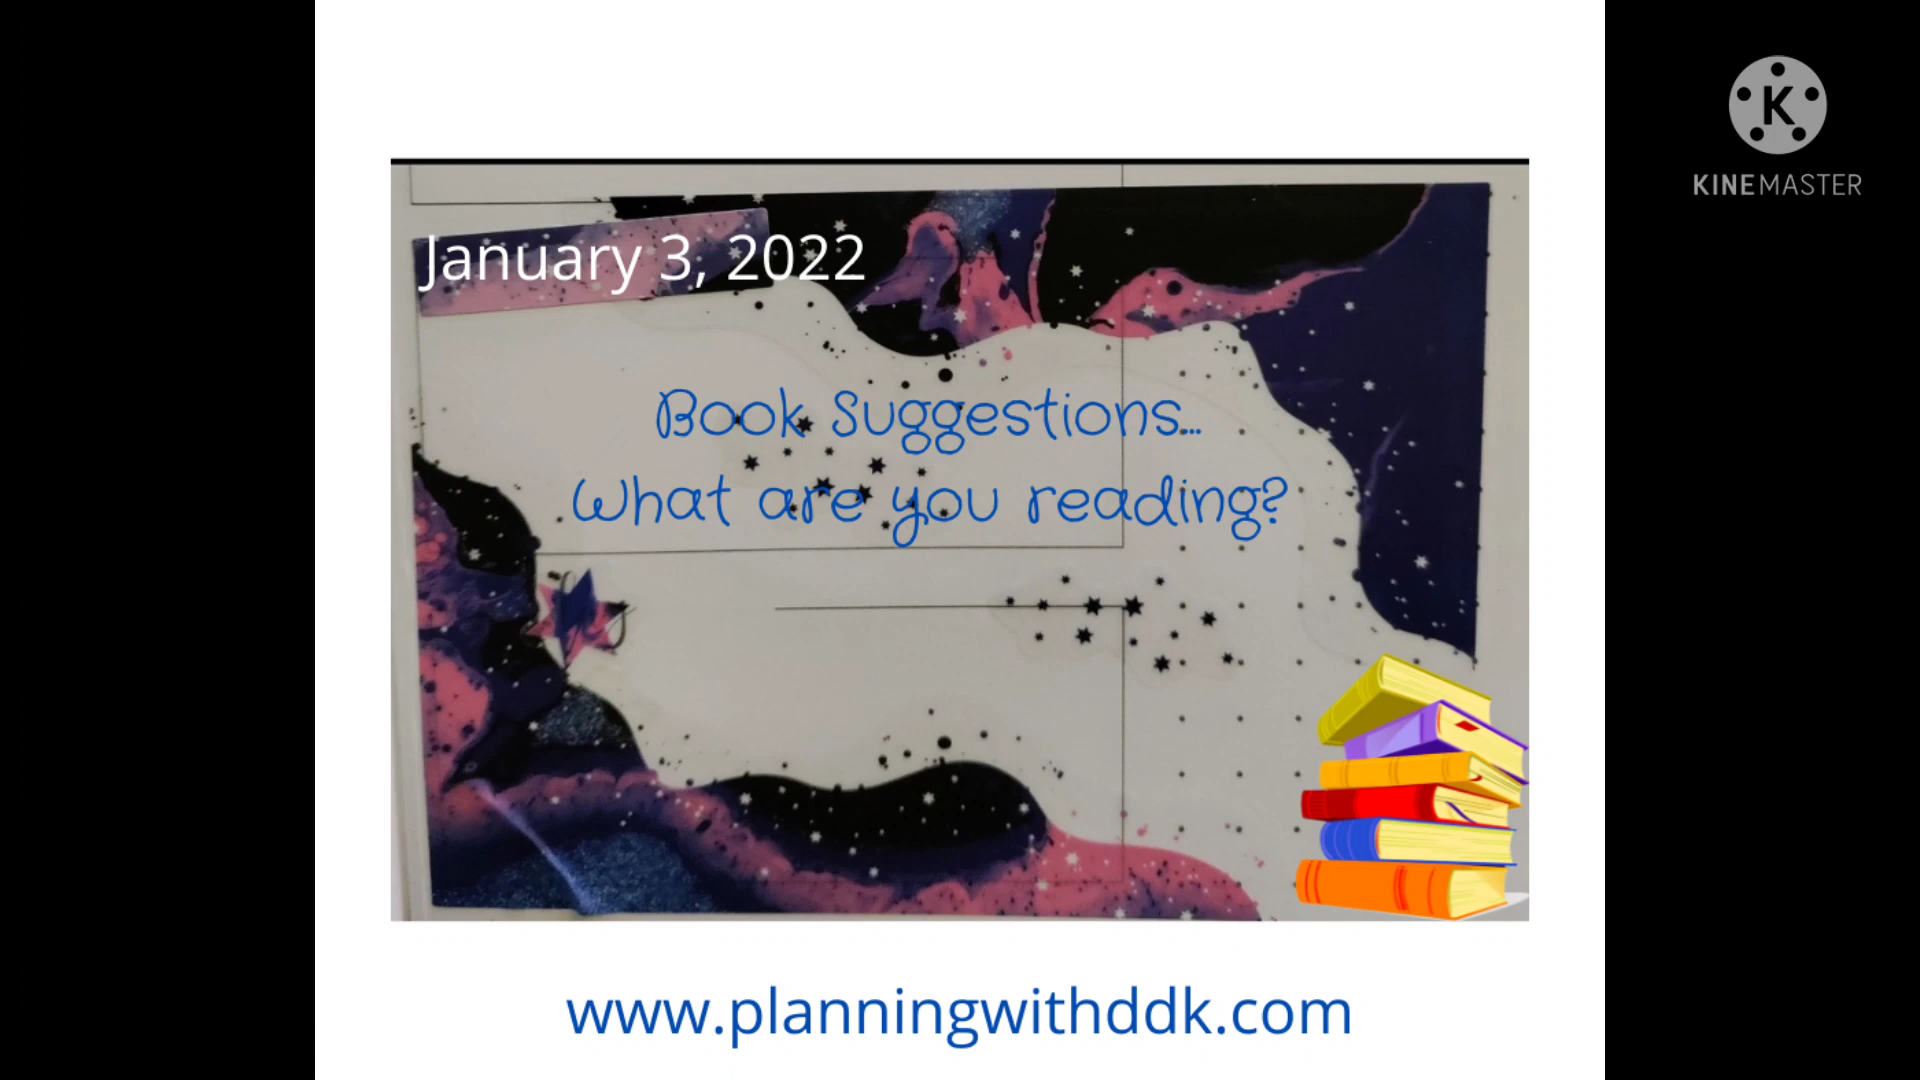 January 3, 2022
Book Suggestions...
What are you reading?
www.planningwithddk.com
K
KINEMASTER